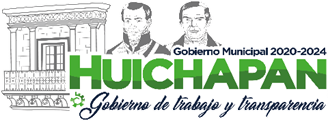 Gobierno Municipal 2020-2024
HUICHAPAN
Gobierno de trabajo y transparencia